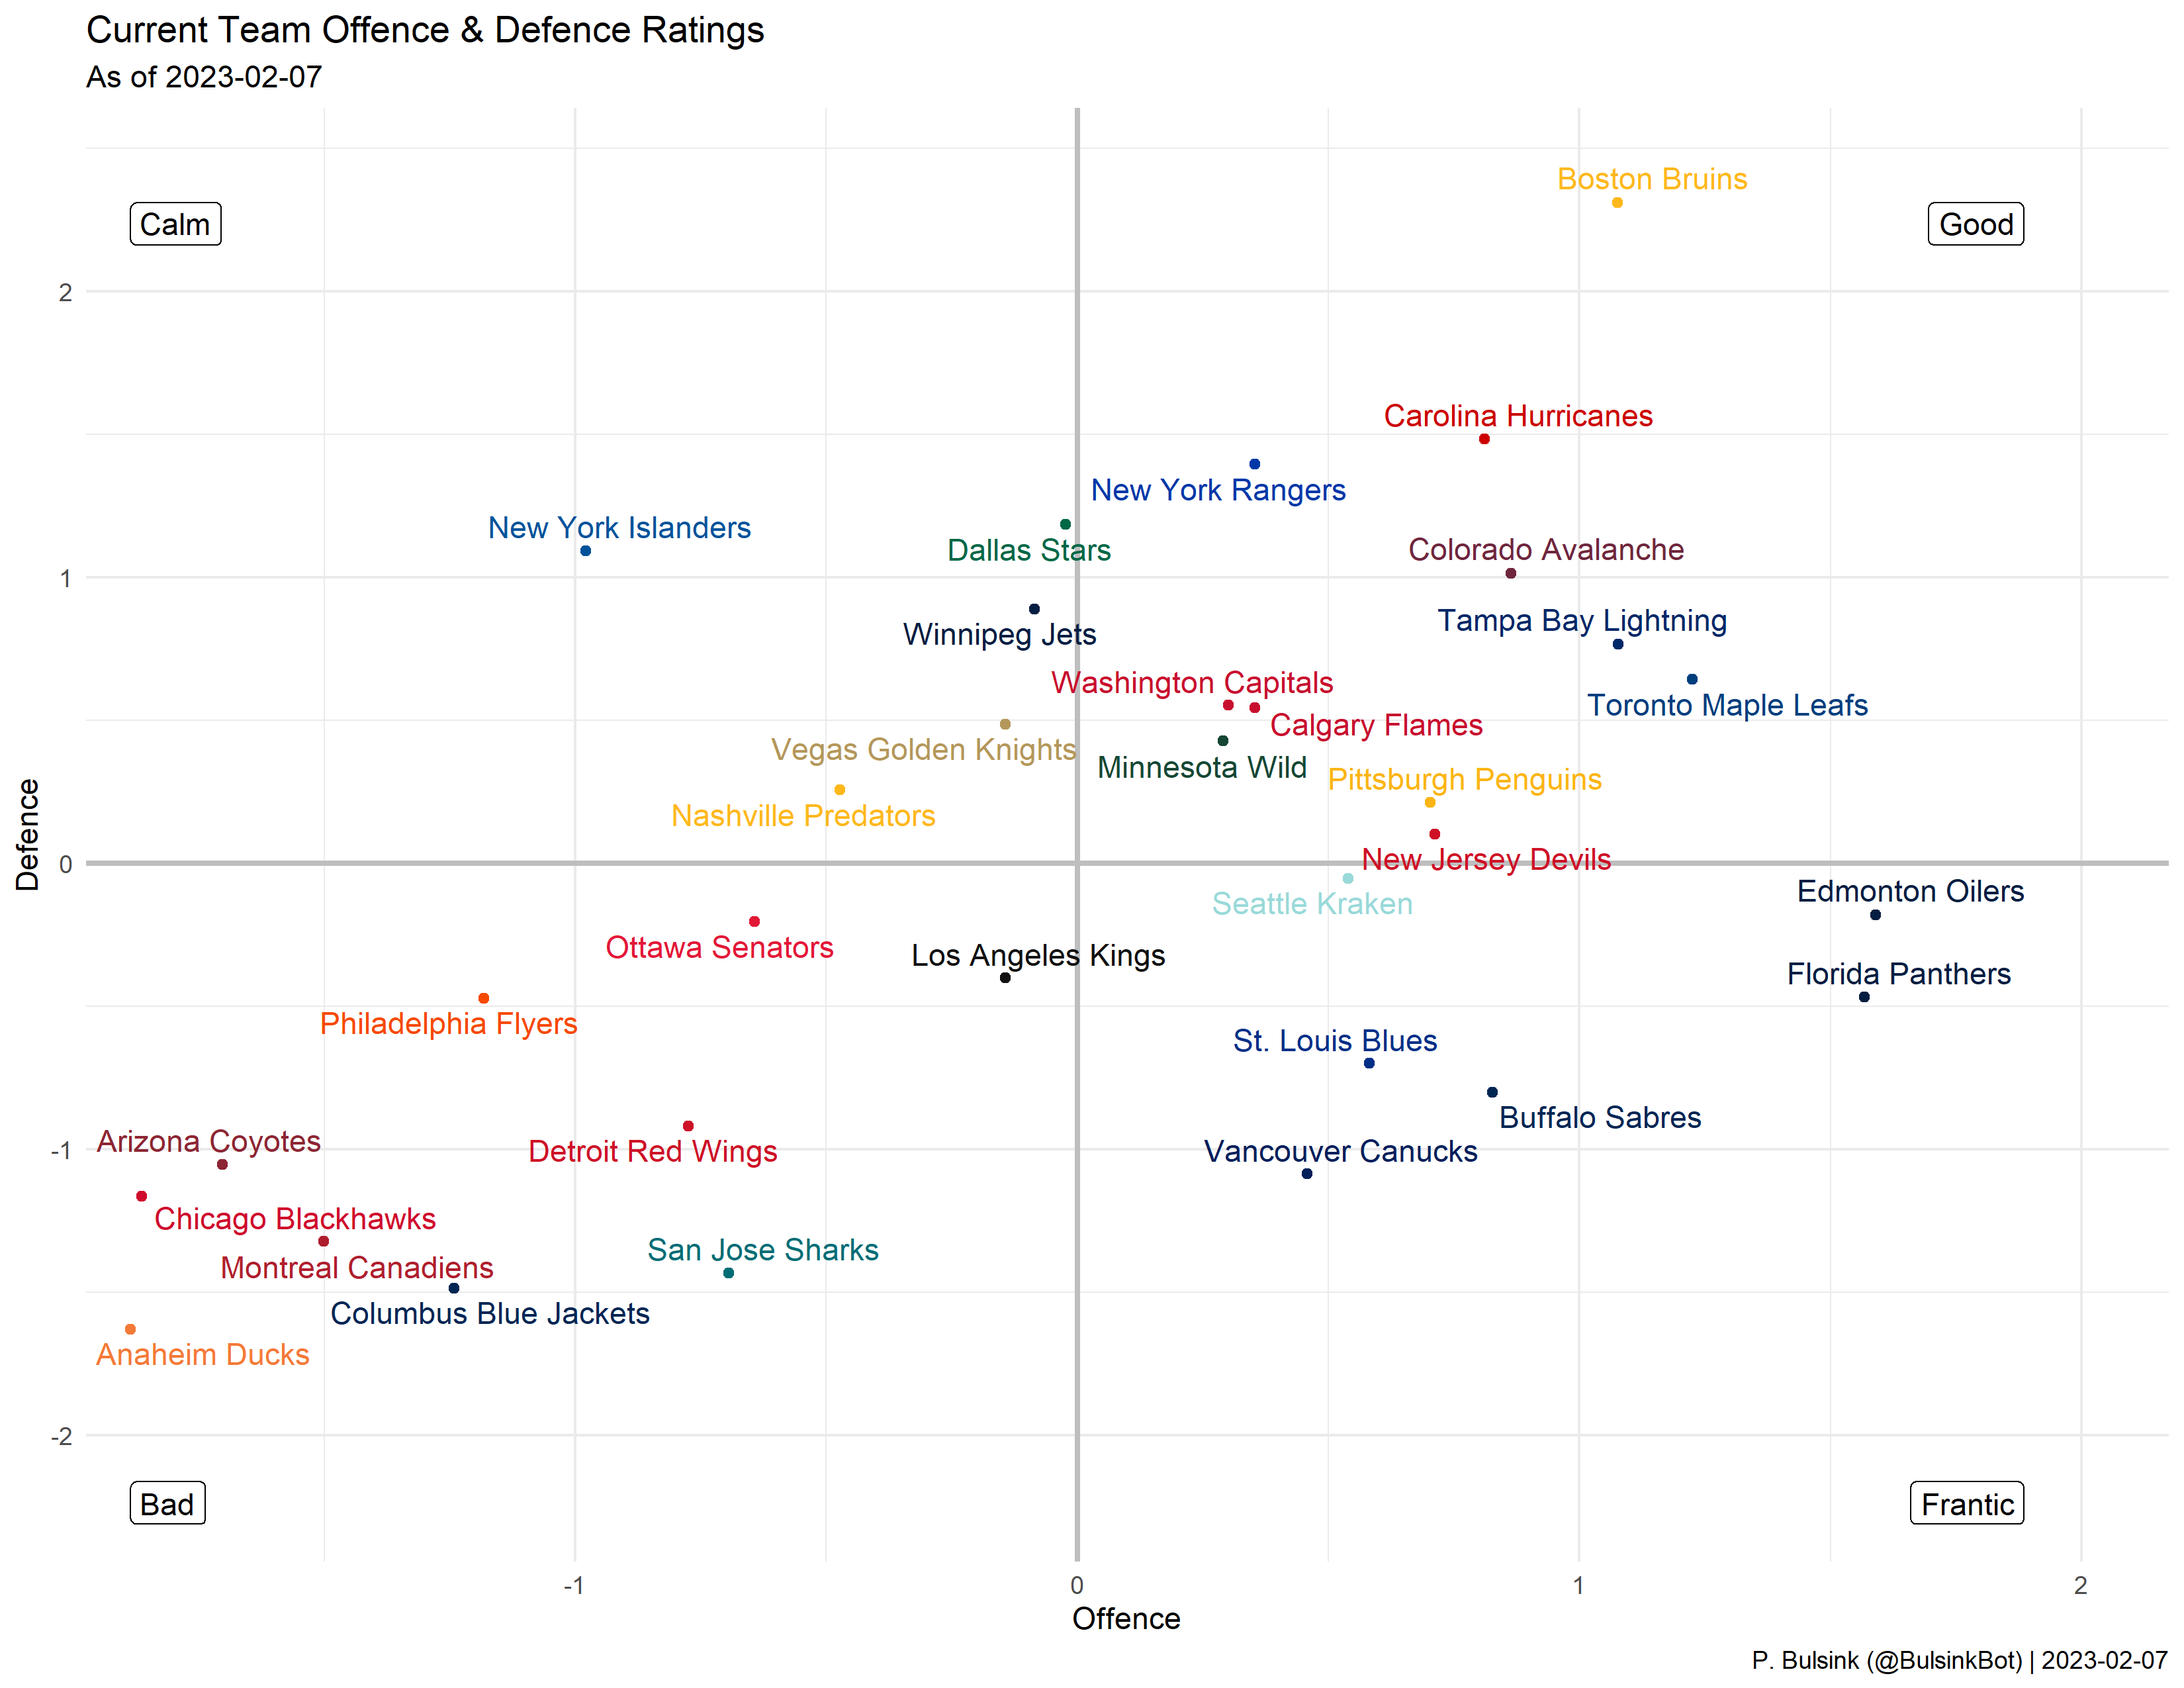 Current Team Offence & Defence Ratings
As of 2023-02-07
Boston Bruins
Calm
Good
2
Carolina Hurricanes
New York Rangers
New York Islanders
Dallas Stars
Colorado Avalanche
1
Tampa Bay Lightning
Winnipeg Jets
Washington Capitals
Toronto Maple Leafs
Calgary Flames
Vegas Golden Knights
Minnesota Wild
Pittsburgh Penguins
Nashville Predators
Defence
0
New Jersey Devils
Edmonton Oilers
Seattle Kraken
Ottawa Senators
Los Angeles Kings
Florida Panthers
Philadelphia Flyers
St. Louis Blues
Buffalo Sabres
Arizona Coyotes
-1
Detroit Red Wings
Vancouver Canucks
Chicago Blackhawks
San Jose Sharks
Montreal Canadiens
Columbus Blue Jackets
Anaheim Ducks
-2
Bad
Frantic
-1
0
1
2
Offence
P. Bulsink (@BulsinkBot) | 2023-02-07